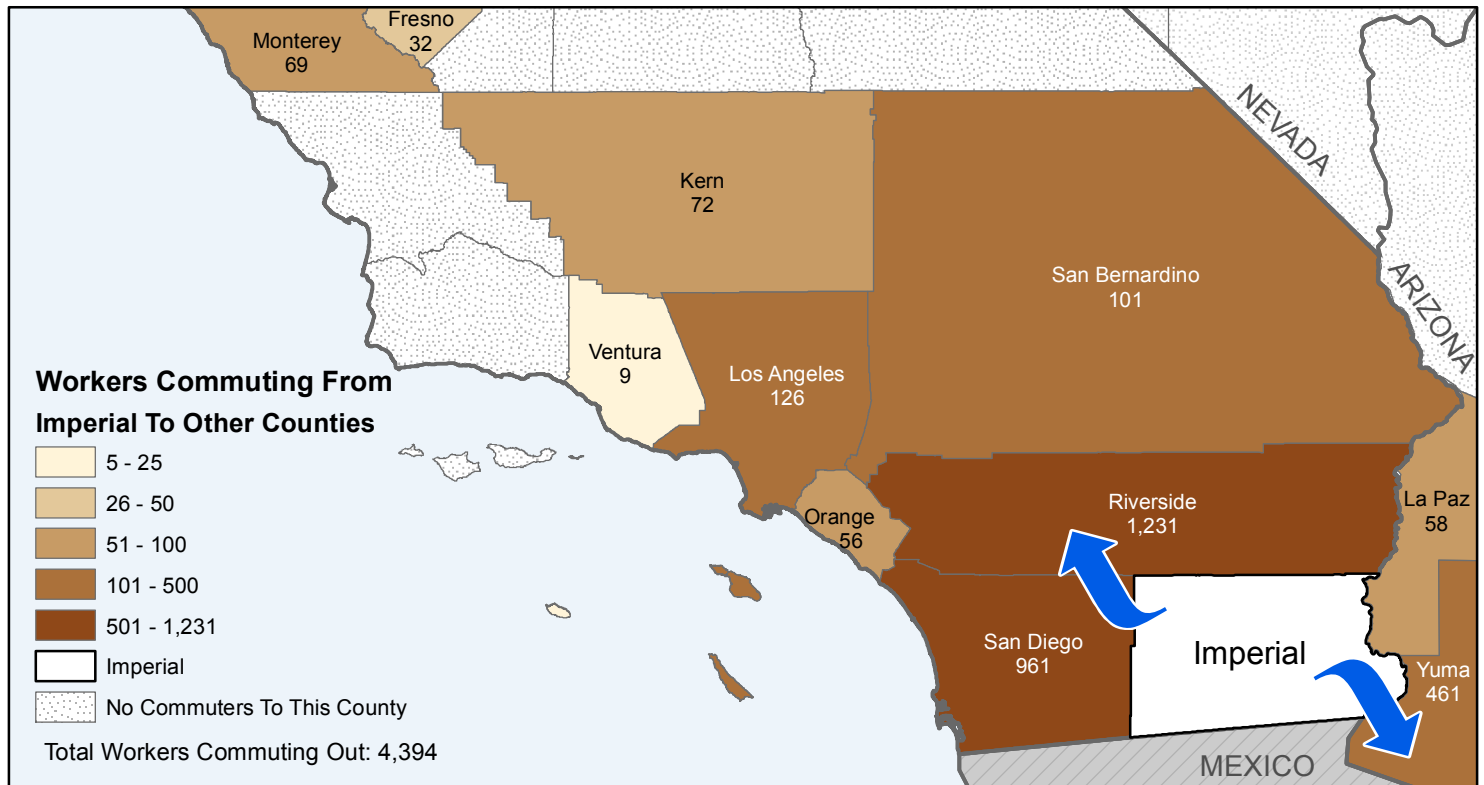 Fresno
32
Monterey
69
NEVADA
Kern
72
San Bernardino
101
ARIZONA
Ventura
9
Los Angeles
126
Workers Commuting From
Imperial To Other Counties
5 - 25
26 - 50
51 - 100
101 - 500
501 - 1,231
Imperial
No Commuters To This County
Total Workers Commuting Out: 4,394
Orange
56
Riverside
1,231
La Paz
58
San Diego
961
Imperial
Yuma
461
MEXICO